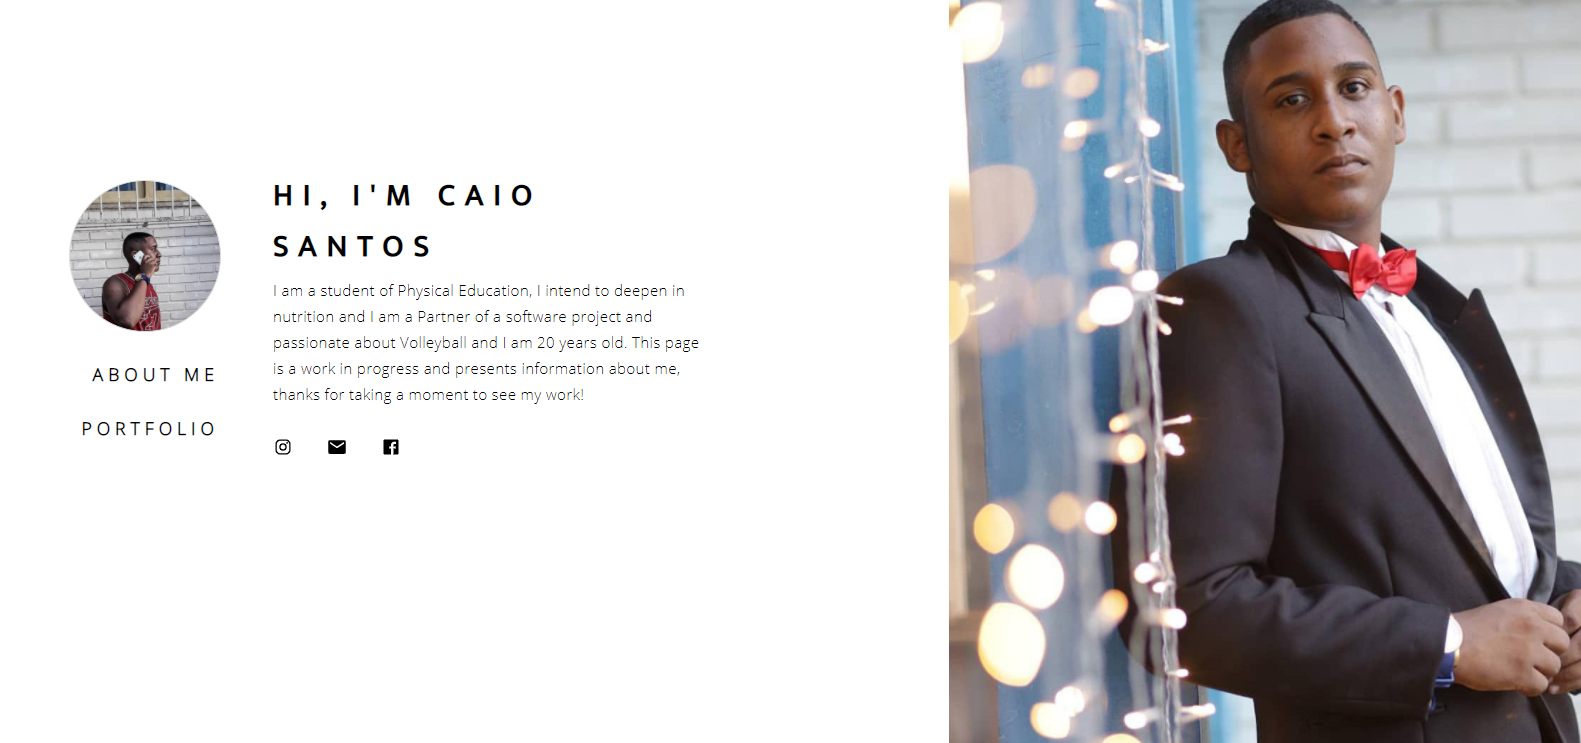 HI, I'M CAIO
SANTOS
I am a student of Physical Education, I intend to deepen in
nutrition and I am a Partner of a software project and
passionate about Volleyball and I am 20 years old. This page
is a work in progress and presents information about me,
thanks for taking a moment to see my work!
ABOUT ME
PORTFOLIO